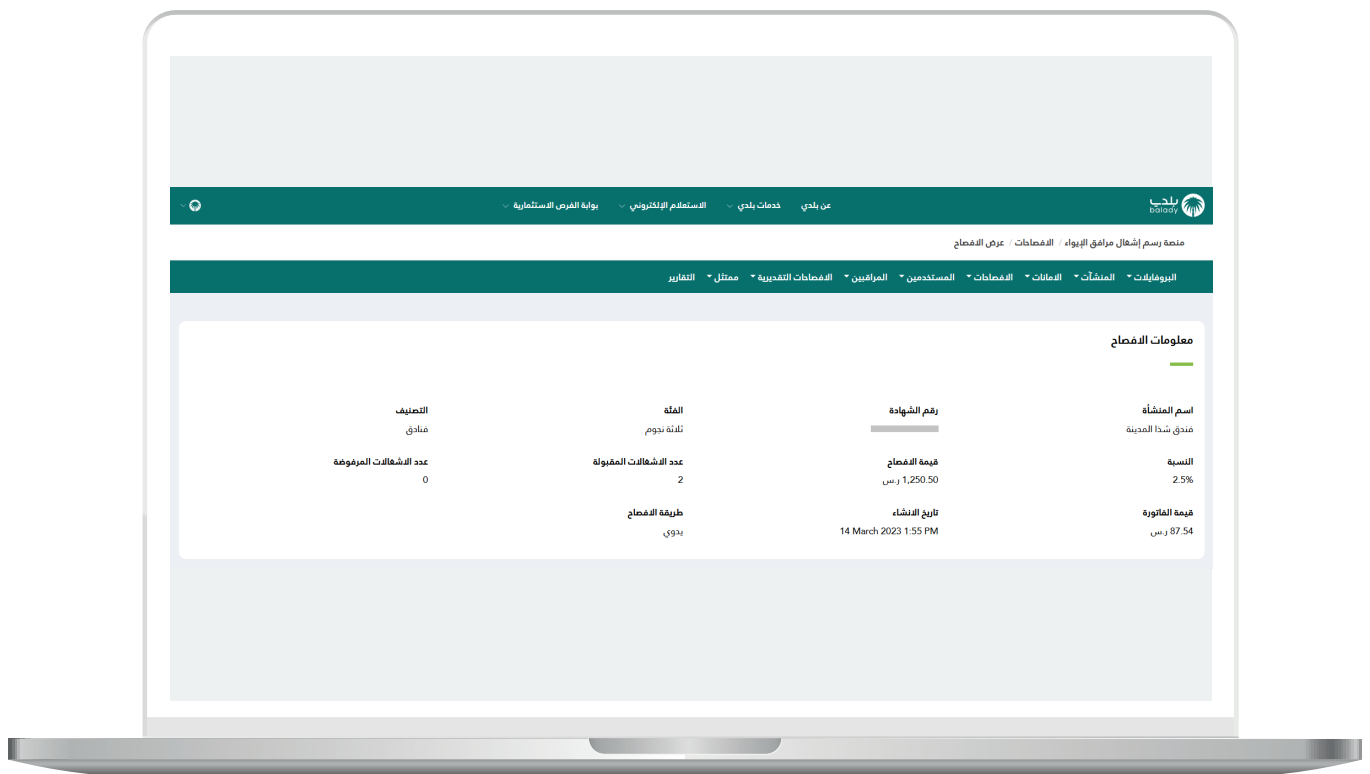 بلدي
balady
عن بلدي خدمات بلدي الاستعلام الإلكتروني بوابة الفرص الاستثمارية
منصة رسم إشغال مرافق الإيواء / الافصاحات / عرض الافصاح
البروفايلات المنشآت الامانات الافصاحات المستخدمين المراقبين الافصاحات التقديرية ممتثل التقارير
معلومات الافصاح
اسم المنشأة رقم الشهادة الفئة التصنيف
فندق شذا المدينة ثلاثة نجوم فنادق
النسبة قيمة الافصاح عدد الاشغالات المقبولة عدد الاشغالات المرفوضة
2.5% 1,250.50 ر.س 2 0
قيمة الفاتورة تاريخ الانشاء طريقة الافصاح
87.54 ر.س 14 March 2023 1:55 PM يدوي